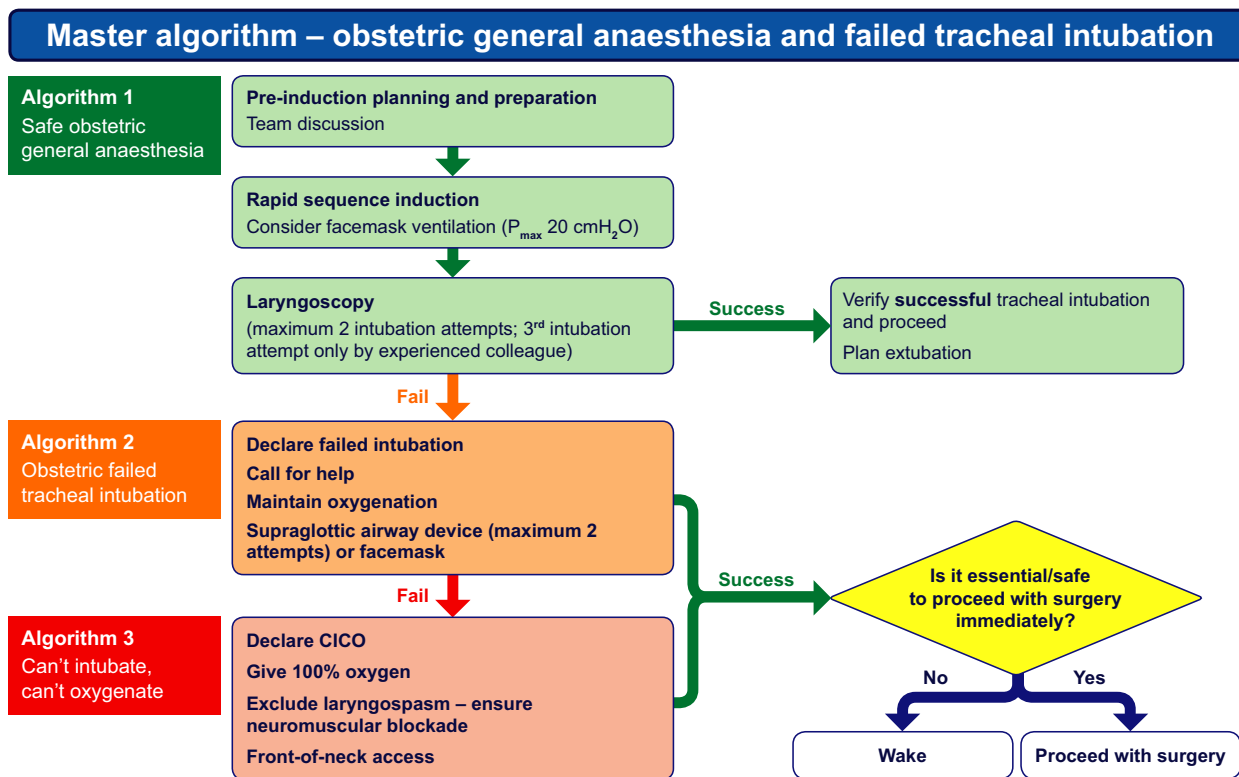 Master algorithm – obstetric general anaesthesia and failed tracheal intubation
Algorithm 1
Safe obstetric
general anaesthesia
Pre-induction planning and preparation
Team discussion
Rapid sequence induction
Consider facemask ventilation (Pmax 20 cmH2O)
Laryngoscopy
(maximum 2 intubation attempts; 3rd intubation
attempt only by experienced colleague)
Success
Verify successful tracheal intubation
and proceed
Plan extubation
Fail
Algorithm 2
Obstetric failed
tracheal intubation
Declare failed intubation
Call for help
Maintain oxygenation
Supraglottic airway device (maximum 2
attempts) or facemask
Success
Is it essential/safe
to proceed with surgery
immediately?
Fail
Algorithm 3
Can't intubate,
can't oxygenate
Declare CICO
Give 100% oxygen
Exclude laryngospasm – ensure
neuromuscular blockade
Front-of-neck access
No
Yes
Wake
Proceed with surgery